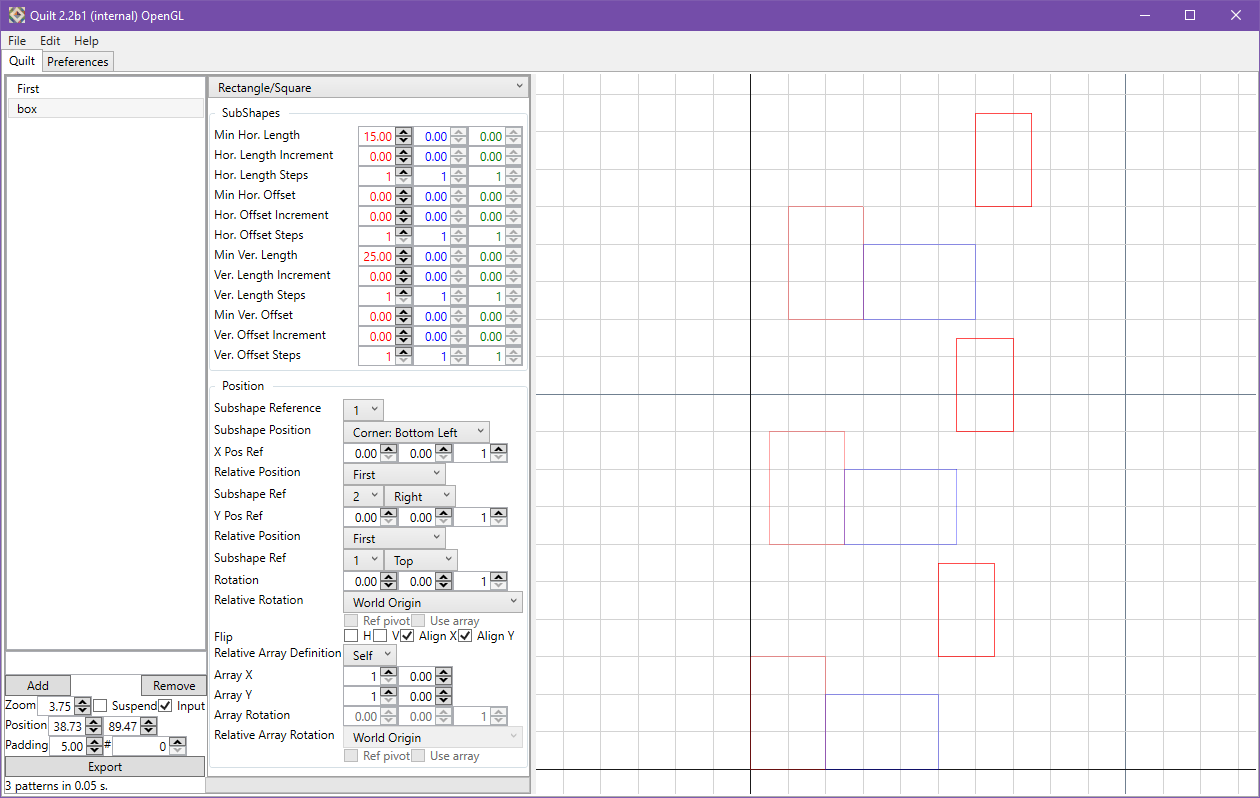 Quilt 2.2b1 (internal) OpenGL
File Edit Help
Quilt Preferences
First
box
Rectangle/Square
SubShapes
Min Hor. Length 15.00 0.00 0.00
Hor. Length Increment 0.00 0.00 0.00
Hor. Length Steps 1 1 1
Min Hor. Offset 0.00 0.00 0.00
Hor. Offset Increment 0.00 0.00 0.00
Hor. Offset Steps 1 1 1
Min Ver. Length 25.00 0.00 0.00
Ver. Length Increment 0.00 0.00 0.00
Ver. Length Steps 1 1 1
Min Ver. Offset 0.00 0.00 0.00
Ver. Offset Increment 0.00 0.00 0.00
Ver. Offset Steps 1 1 1
Position
Subshape Reference 1
Subshape Position Corner: Bottom Left
X Pos Ref 0.00 0.00 1
Relative Position First
Subshape Ref 2 Right
Y Pos Ref 0.00 0.00 1
Relative Position First
Subshape Ref 1 Top
Rotation 0.00 0.00 1
Relative Rotation World Origin
Ref pivot Use array
Flip H V Align X Align Y
Relative Array Definition Self
Array X 1 0.00
Array Y 1 0.00
Array Rotation 0.00 0.00 1
Relative Array Rotation World Origin
Ref pivot Use array
Add Remove
Zoom 3.75 Suspend Input
Position 38.73 89.47
Padding 5.00 # 0
Export
3 patterns in 0.05 s.